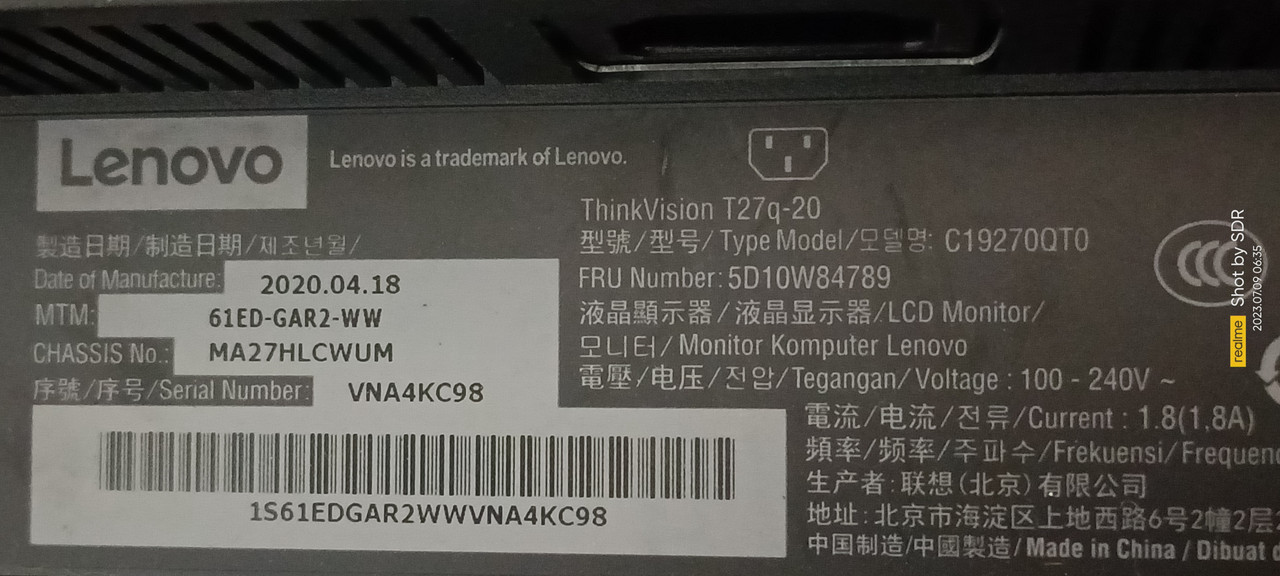 Lenovo
Lenovo is a trademark of Lenovo.
製造日期/制造日期/제조년월/
Date of Manufacture: 2020.04.18
MTM: 61ED-GAR2-WW
CHASSIS No.: MA27HLCWUM
序號/序号/Serial Number: VNA4KC98
1S61EDGAR2WWVNA4KC98
ThinkVision T27q-20
型號/型号/Type Model/모델명: C19270QT0
FRU Number: 5D10W84789
液晶顯示器/液晶显示器/LCD Monitor/
모니터/Monitor Komputer Lenovo
電壓/电压/전압/Tegangan/Voltage : 100 - 240V ~
電流/电流/전류/Current : 1.8(1,8A)
頻率/频率/주파수/Frekuensi/Frequen
生产者: 联想(北京)有限公司
地址: 北京市海淀区上地西路6号2幢2层2
中国制造/中國製造/Made in China / Dibuat d
CCC
realme Shot by SDR
2023.07.09 06:35